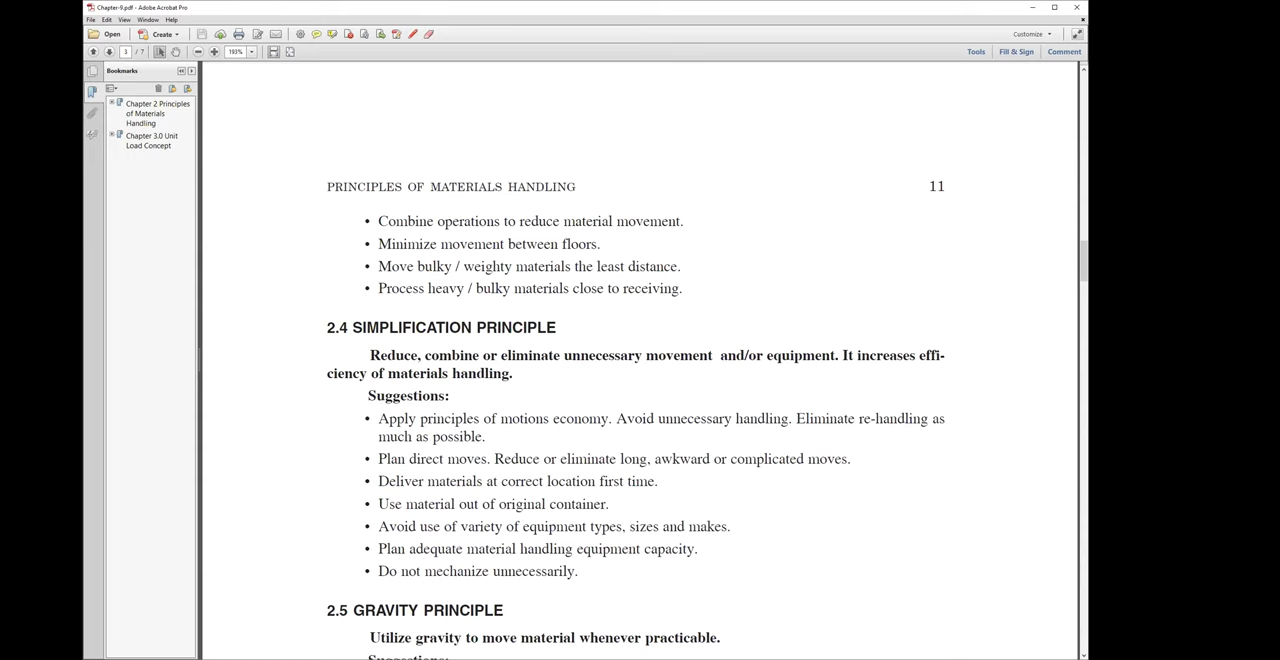 Chapter-9.pdf - Adobe Acrobat Pro
File Edit View Window Help
Open Create Customize
3 / 7 193% Tools Fill & Sign Comment
Bookmarks
Chapter 2 Principles
of Materials
Handling
Chapter 3.0 Unit
Load Concept
PRINCIPLES OF MATERIALS HANDLING 11
• Combine operations to reduce material movement.
• Minimize movement between floors.
• Move bulky / weighty materials the least distance.
• Process heavy / bulky materials close to receiving.
2.4 SIMPLIFICATION PRINCIPLE
Reduce, combine or eliminate unnecessary movement and/or equipment. It increases effi-
ciency of materials handling.
Suggestions:
• Apply principles of motions economy. Avoid unnecessary handling. Eliminate re-handling as
much as possible.
• Plan direct moves. Reduce or eliminate long, awkward or complicated moves.
• Deliver materials at correct location first time.
• Use material out of original container.
• Avoid use of variety of equipment types, sizes and makes.
• Plan adequate material handling equipment capacity.
• Do not mechanize unnecessarily.
2.5 GRAVITY PRINCIPLE
Utilize gravity to move material whenever practicable.
Suggestions: